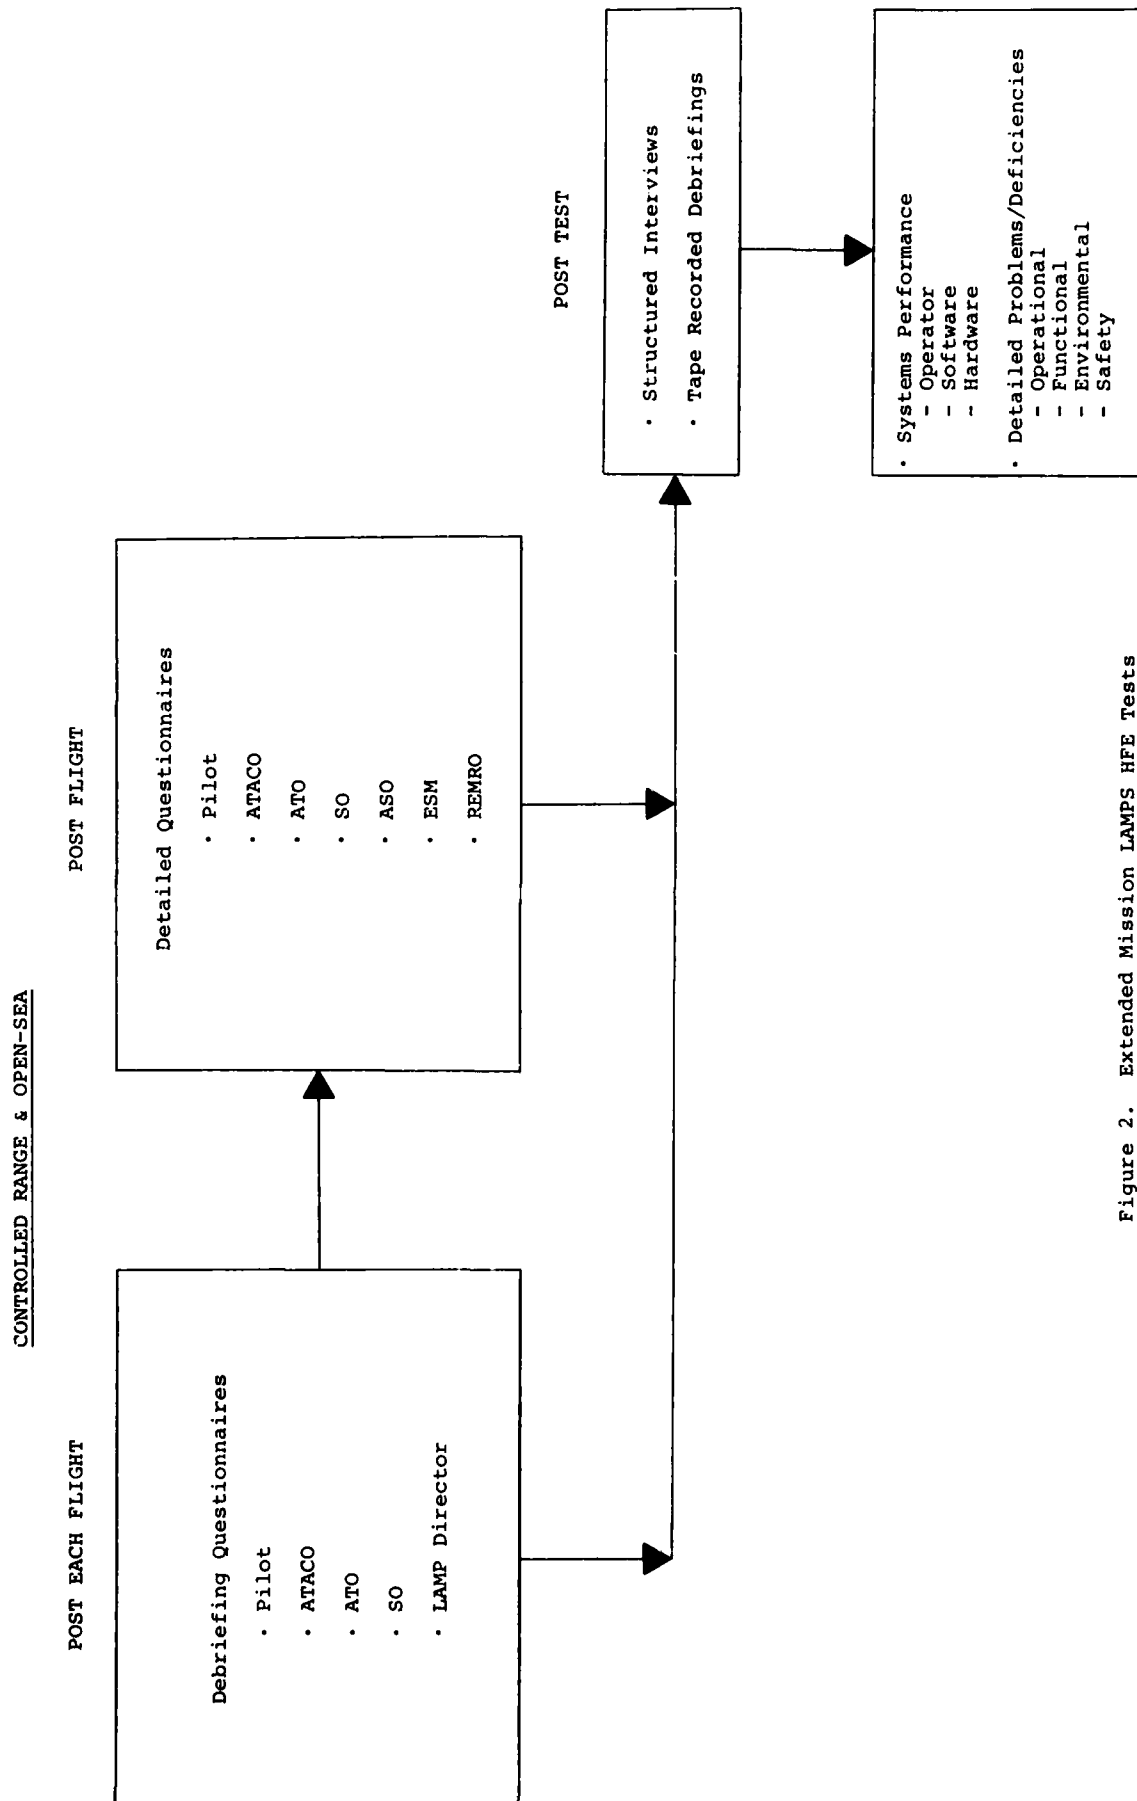 CONTROLLED RANGE & OPEN-SEA
POST EACH FLIGHT
Debriefing Questionnaires
· Pilot
· ATACO
· ATO
· SO
· LAMP Director
POST FLIGHT
Detailed Questionnaires
· Pilot
· ATACO
· ATO
· SO
· ASO
· ESM
· REMRO
POST TEST
· Structured Interviews
· Tape Recorded Debriefings
· Systems Performance
- Operator
- Software
- Hardware
· Detailed Problems/Deficiencies
- Operational
- Functional
- Environmental
- Safety
Figure 2. Extended Mission LAMPS HFE Tests